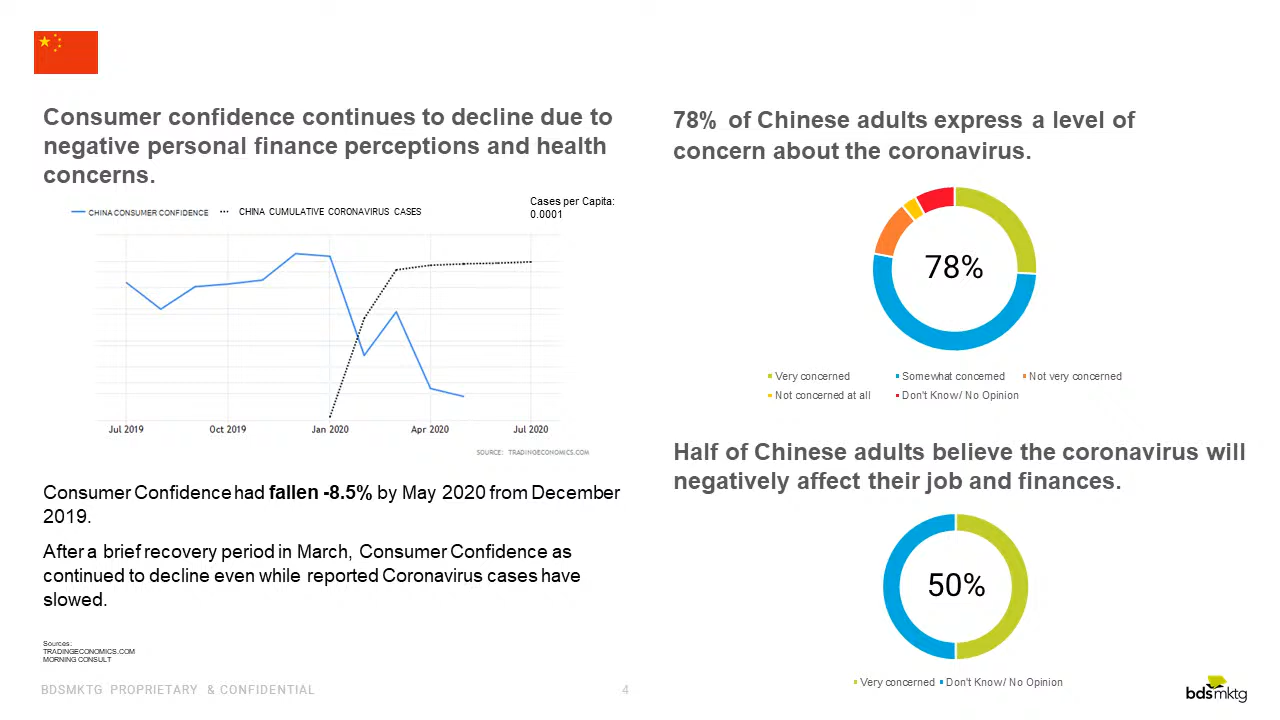 Consumer confidence continues to decline due to
negative personal finance perceptions and health
concerns.
CHINA CONSUMER CONFIDENCE
CHINA CUMULATIVE CORONAVIRUS CASES
Cases per Capita:
0.0001
Jul 2019
Oct 2019
Jan 2020
Apr 2020
Jul 2020
SOURCE: TRADINGECONOMICS.COM
Consumer Confidence had fallen -8.5% by May 2020 from December
2019.
After a brief recovery period in March, Consumer Confidence as
continued to decline even while reported Coronavirus cases have
slowed.
Sources:
TRADINGECONOMICS.COM
MORNING CONSULT
78% of Chinese adults express a level of
concern about the coronavirus.
78%
Very concerned
Somewhat concerned
Not very concerned
Not concerned at all
Don't Know/ No Opinion
Half of Chinese adults believe the coronavirus will
negatively affect their job and finances.
50%
Very concerned
Don't Know/ No Opinion
BDSMKTG PROPRIETARY & CONFIDENTIAL
4
bdsmktg